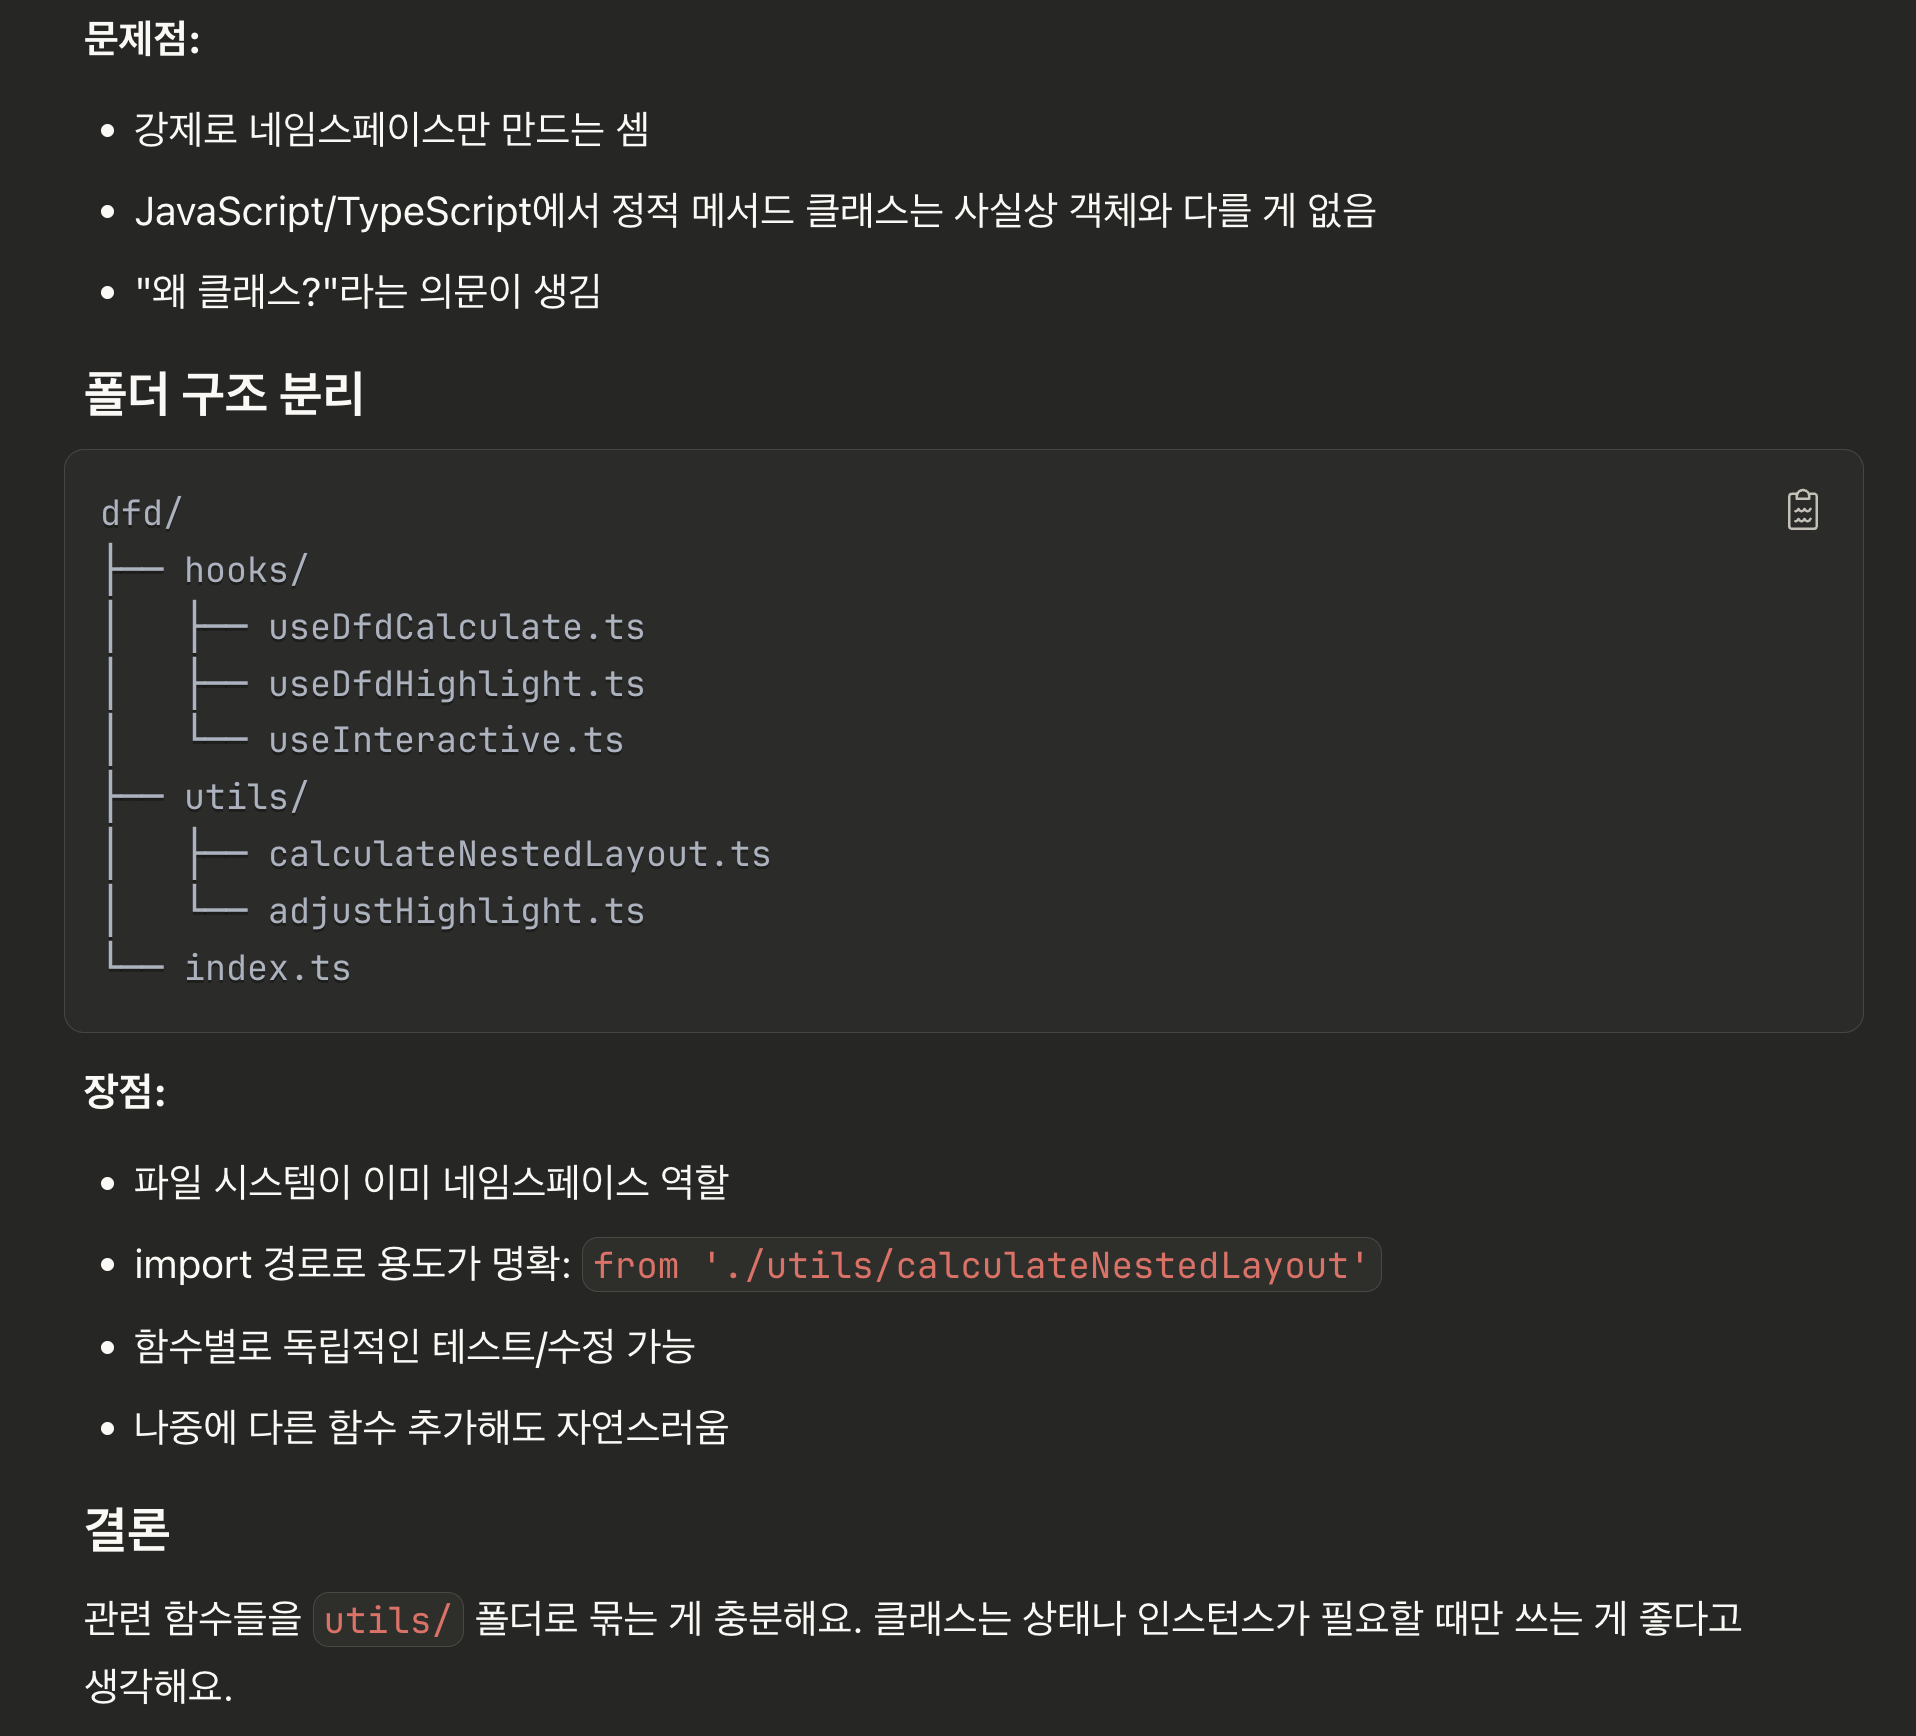 문제점:
• 강제로 네임스페이스만 만드는 셈
• JavaScript/TypeScript에서 정적 메서드 클래스는 사실상 객체와 다를 게 없음
• "왜 클래스?"라는 의문이 생김
폴더 구조 분리
dfd/
├── hooks/
│   ├── useDfdCalculate.ts
│   ├── useDfdHighlight.ts
│   └── useInteractive.ts
├── utils/
│   ├── calculateNestedLayout.ts
│   └── adjustHighlight.ts
└── index.ts
장점:
• 파일 시스템이 이미 네임스페이스 역할
• import 경로로 용도가 명확: from './utils/calculateNestedLayout'
• 함수별로 독립적인 테스트/수정 가능
• 나중에 다른 함수 추가해도 자연스러움
결론
관련 함수들을 utils/ 폴더로 묶는 게 충분해요. 클래스는 상태나 인스턴스가 필요할 때만 쓰는 게 좋다고
생각해요.